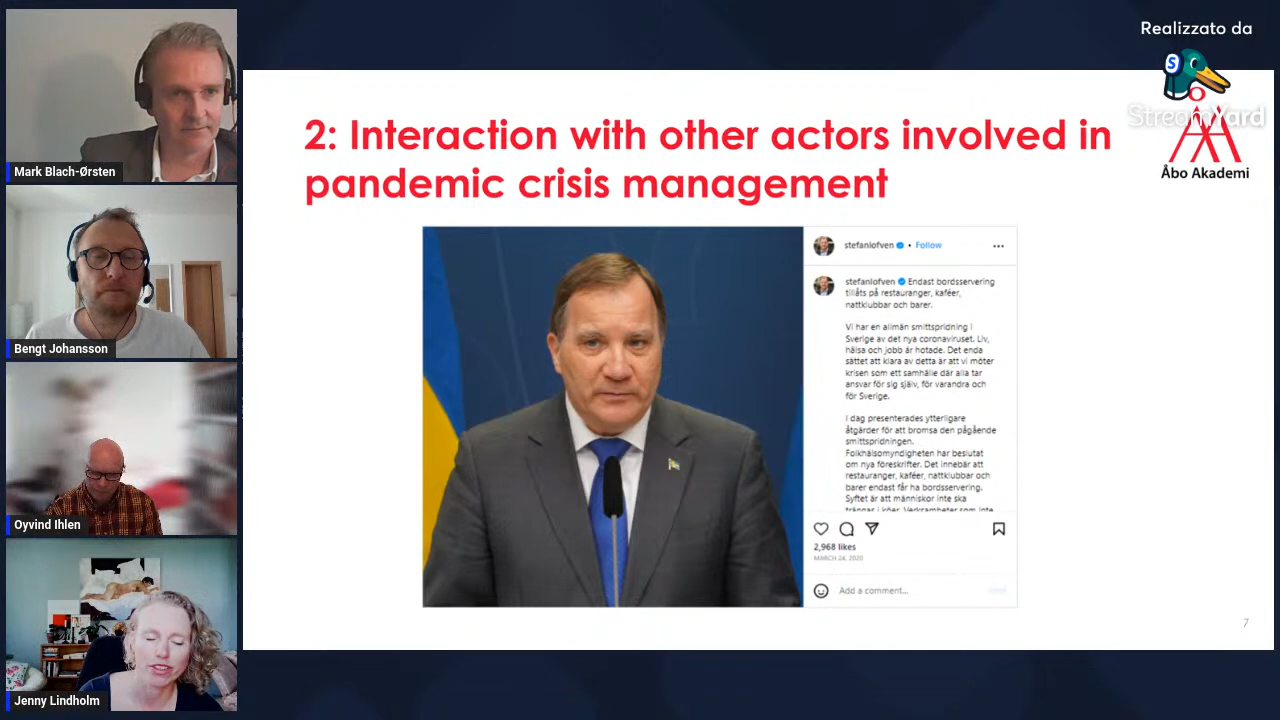 Mark Blach-Ørsten
Bengt Johansson
Oyvind Ihlen
Jenny Lindholm
Realizzato da
StreamYard
Åbo Akademi
2: Interaction with other actors involved in
pandemic crisis management
stefanlofven • Follow
stefanlofven Endast bordsservering
tillåts på restauranger, kaféer,
nattklubbar och barer.
Vi har en allmän smittspridning i
Sverige av det nya coronaviruset. Liv,
hälsa och jobb är hotade. Det enda
sättet att klara av detta är att vi möter
krisen som ett samhälle där alla tar
ansvar för sig själv, för varandra och
för Sverige.
I dag presenterades ytterligare
åtgärder för att bromsa den pågående
smittspridningen.
Folkhälsomyndigheten har beslutat
om nya föreskrifter. Det innebär att
restauranger, kaféer, nattklubbar och
barer endast får ha bordsservering.
Syftet är att människor inte ska
trängas i köer. Verksamheter som inte
2,968 likes
MARCH 24, 2020
Add a comment...
7